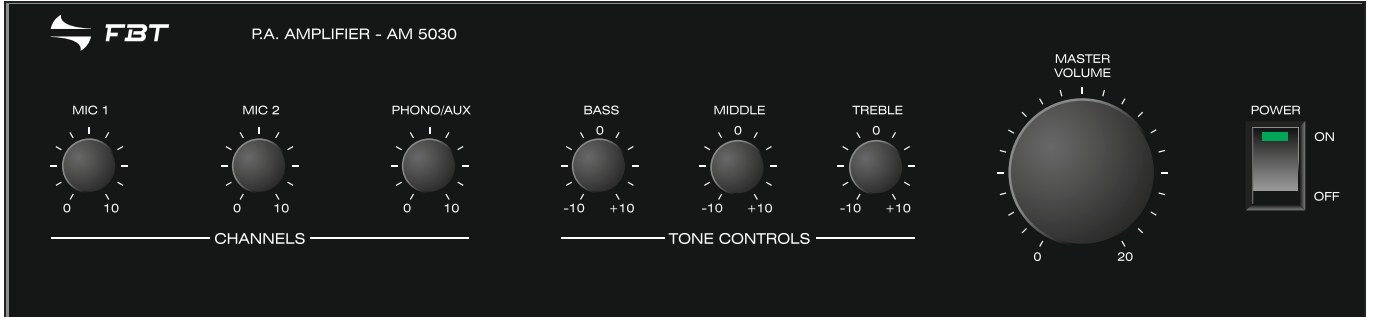 FBT
P.A. AMPLIFIER - AM 5030
MASTER
VOLUME
MIC 1
MIC 2
PHONO/AUX
BASS
MIDDLE
TREBLE
POWER
0
0
0
ON
OFF
0 10
0 10
0 10
-10 +10
-10 +10
-10 +10
CHANNELS
TONE CONTROLS
0 20